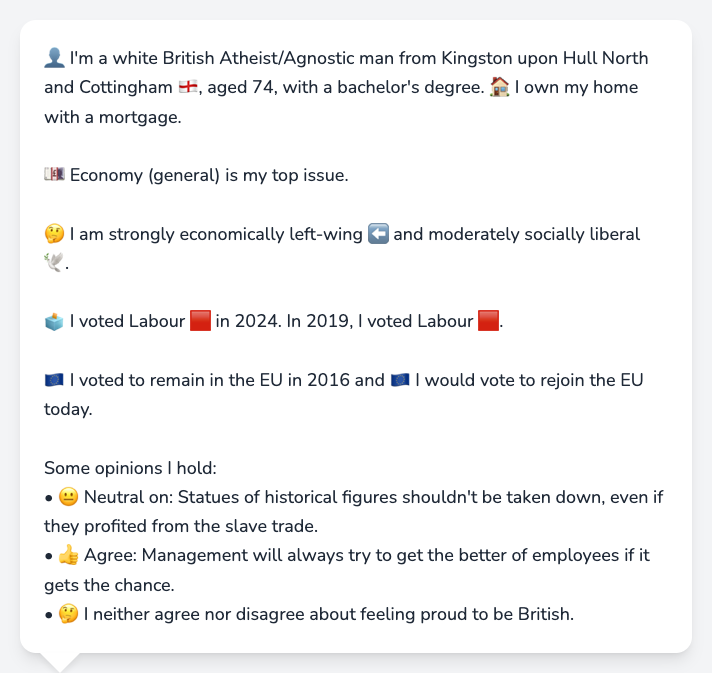 👤 I'm a white British Atheist/Agnostic man from Kingston upon Hull North
and Cottingham 🏴󠁧󠁢󠁥󠁮󠁧󠁿, aged 74, with a bachelor's degree. 🏠 I own my home
with a mortgage.
💷 Economy (general) is my top issue.
🤔 I am strongly economically left-wing ⬅️ and moderately socially liberal
🕊️.
🗳️ I voted Labour 🟥 in 2024. In 2019, I voted Labour 🟥.
🇪🇺 I voted to remain in the EU in 2016 and 🇪🇺 I would vote to rejoin the EU
today.
Some opinions I hold:
• 😐 Neutral on: Statues of historical figures shouldn't be taken down, even if
they profited from the slave trade.
• 👍 Agree: Management will always try to get the better of employees if it
gets the chance.
• 🤔 I neither agree nor disagree about feeling proud to be British.